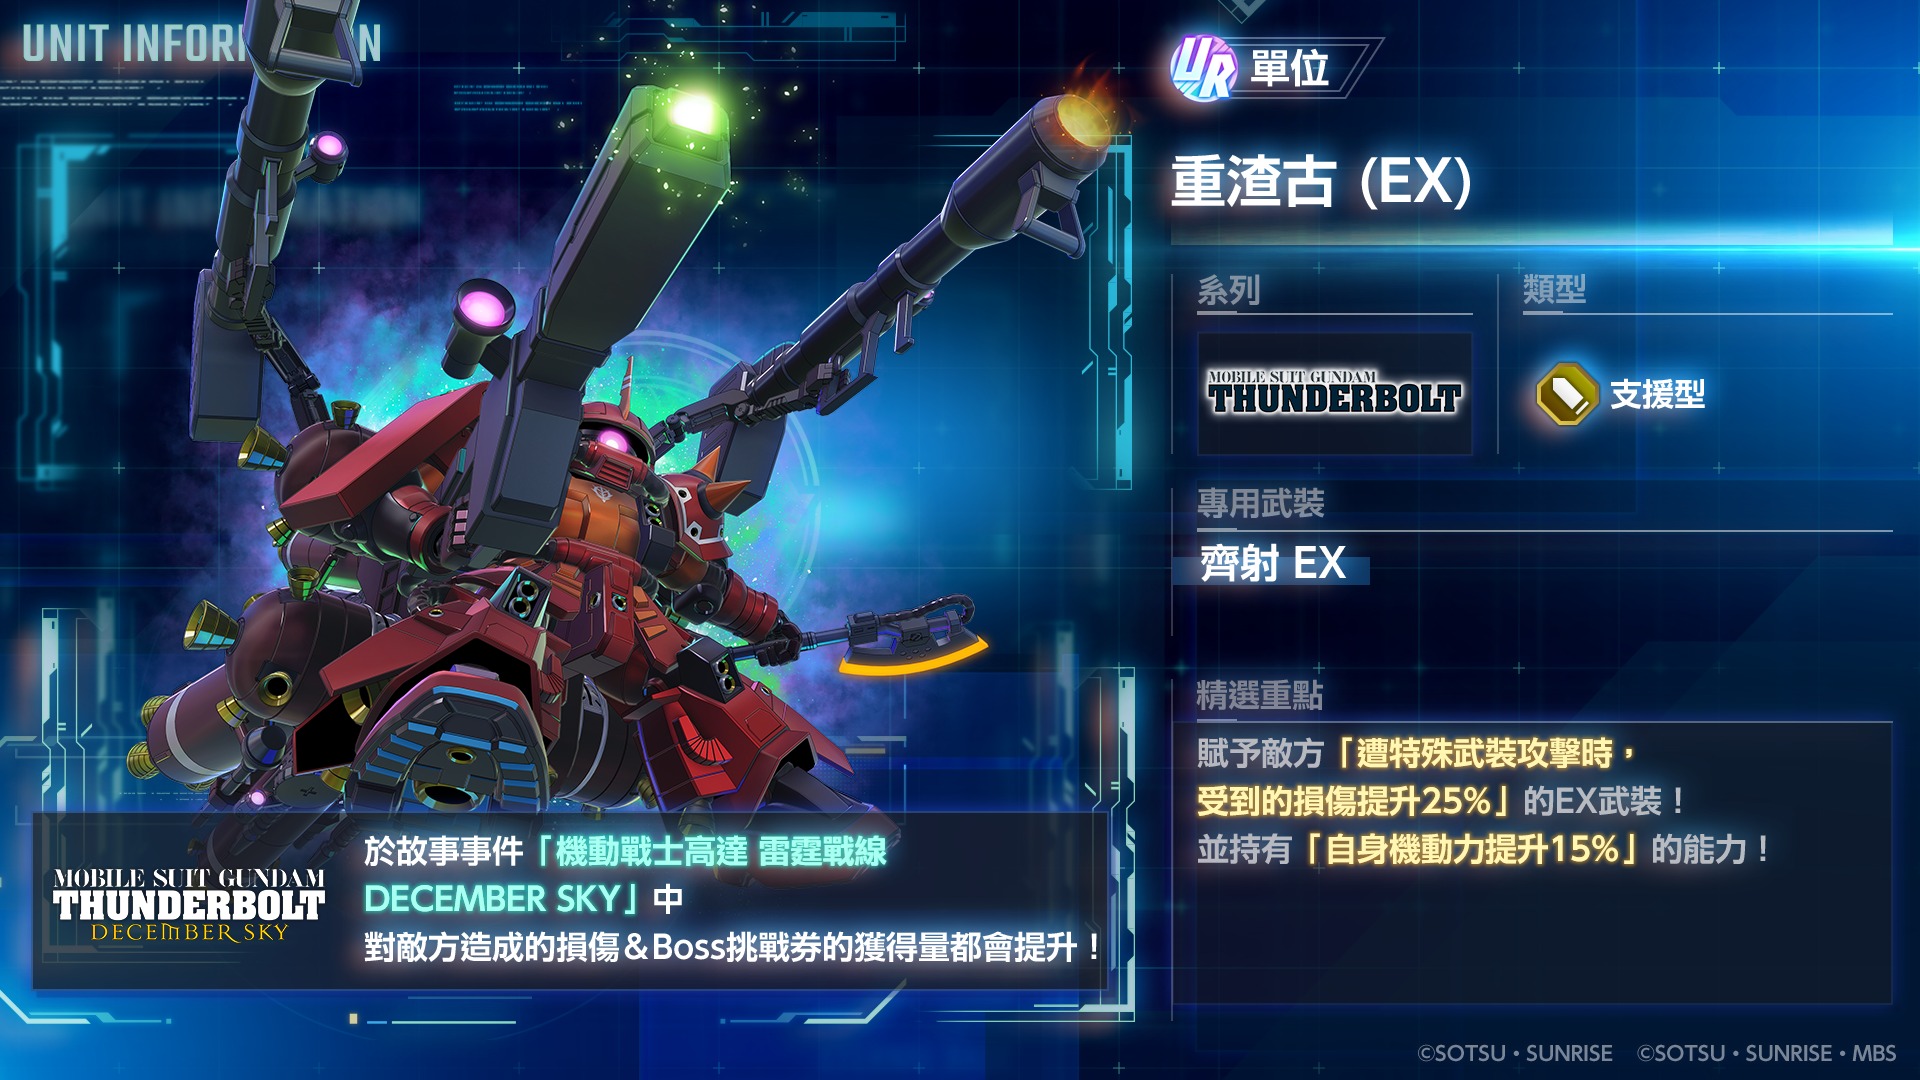 UNIT INFORMATION
UR 單位
重渣古 (EX)
系列
類型
MOBILE SUIT GUNDAM
THUNDERBOLT
支援型
專用武裝
齊射 EX
精選重點
賦予敵方「遭特殊武裝攻擊時，
受到的損傷提升25%」的EX武裝！
並持有「自身機動力提升15%」的能力！
MOBILE SUIT GUNDAM
THUNDERBOLT
DECEMBER SKY
於故事事件「機動戰士高達 雷霆戰線
DECEMBER SKY」中
對敵方造成的損傷＆Boss挑戰券的獲得量都會提升！
©SOTSU・SUNRISE ©SOTSU・SUNRISE・MBS